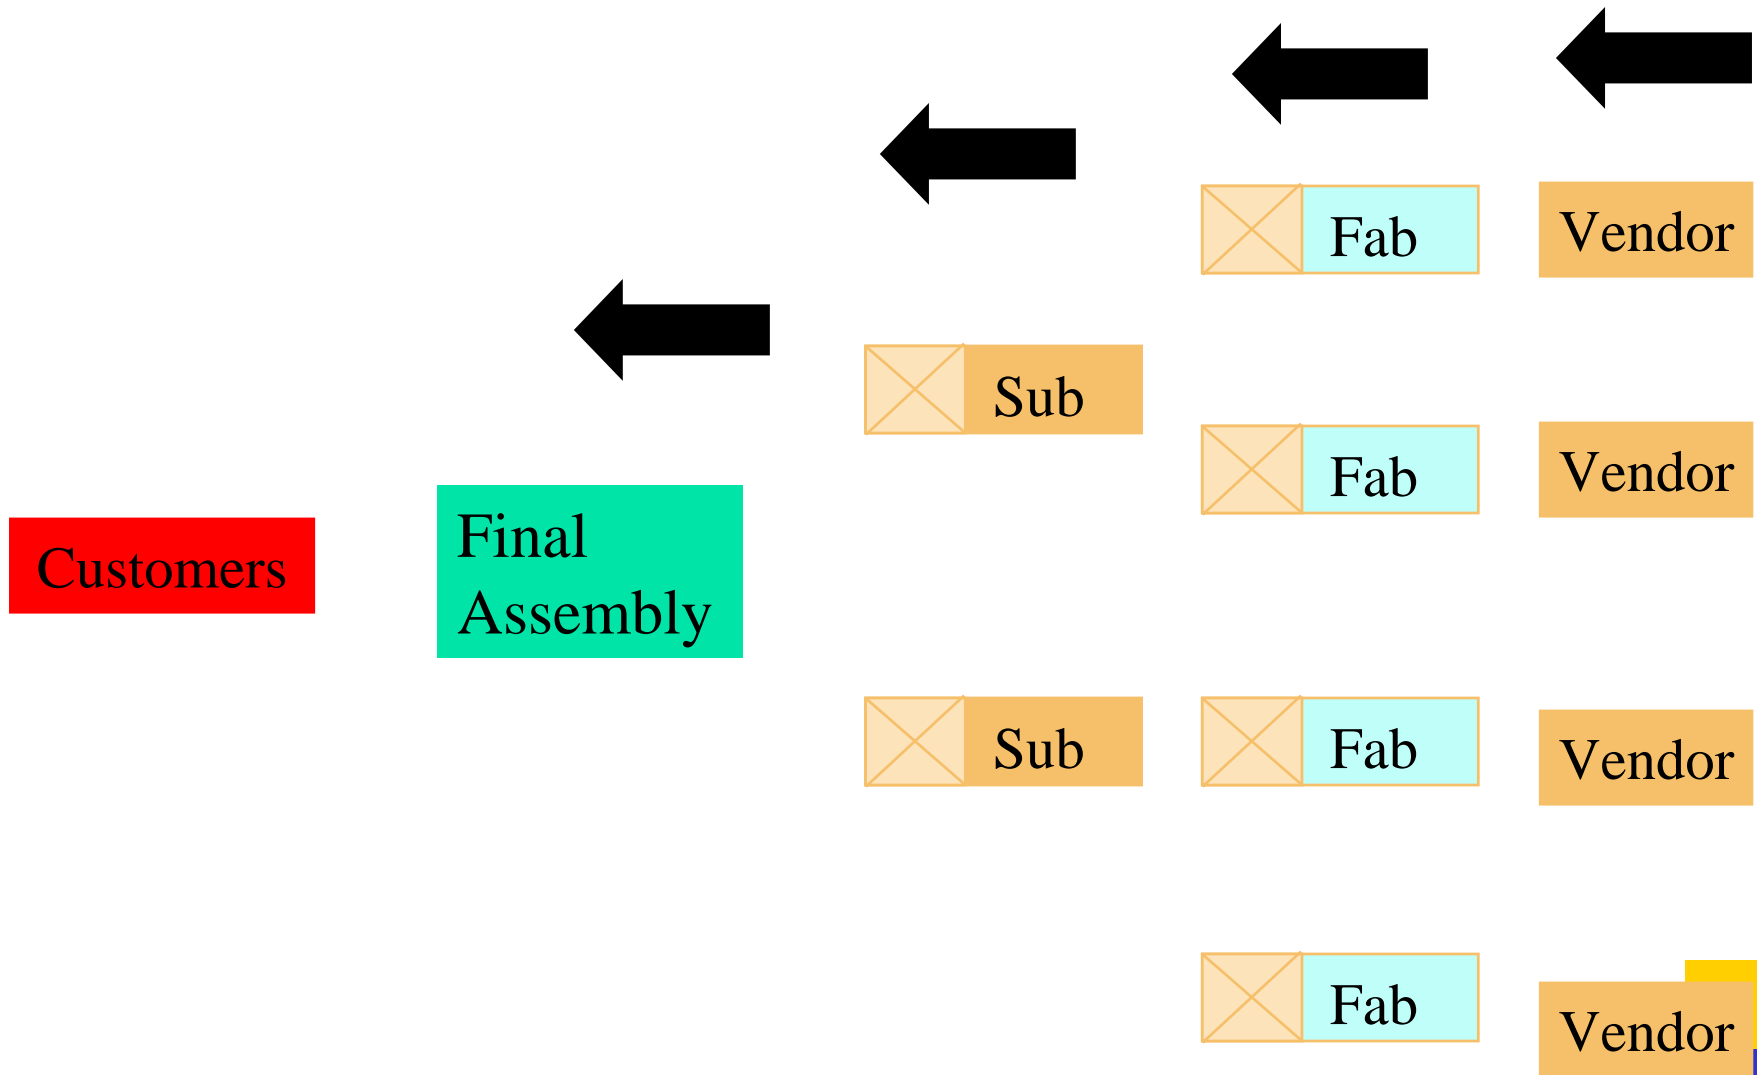 Fab
Vendor
Sub
Fab
Vendor
Customers
Final
Assembly
Sub
Fab
Vendor
Fab
Vendor